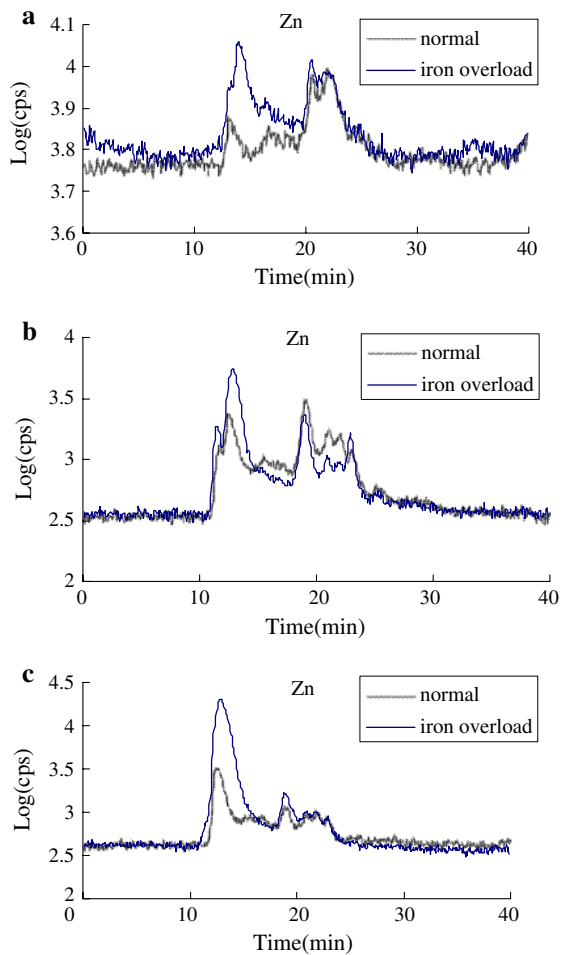 a
Zn
normal
iron overload
4.1
4
3.9
3.8
3.7
3.6
Log(cps)
0 10 20 30 40
Time(min)
b
Zn
normal
iron overload
4
3.5
3
2.5
2
Log(cps)
0 10 20 30 40
Time(min)
c
Zn
normal
iron overload
4.5
4
3.5
3
2.5
2
Log(cps)
0 10 20 30 40
Time(min)